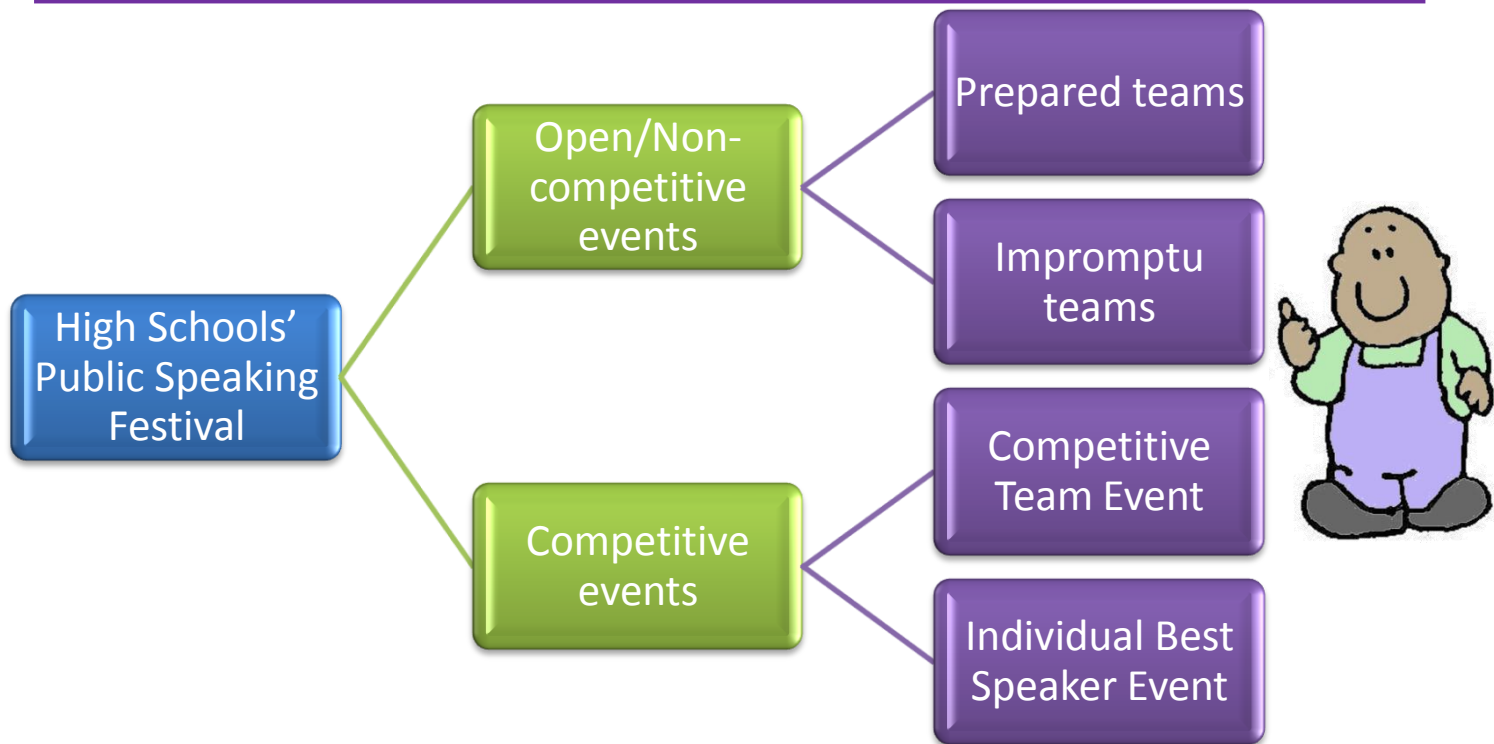 High Schools’
Public Speaking
Festival
Open/Non-
competitive
events
Prepared teams
Impromptu
teams
Competitive
events
Competitive
Team Event
Individual Best
Speaker Event